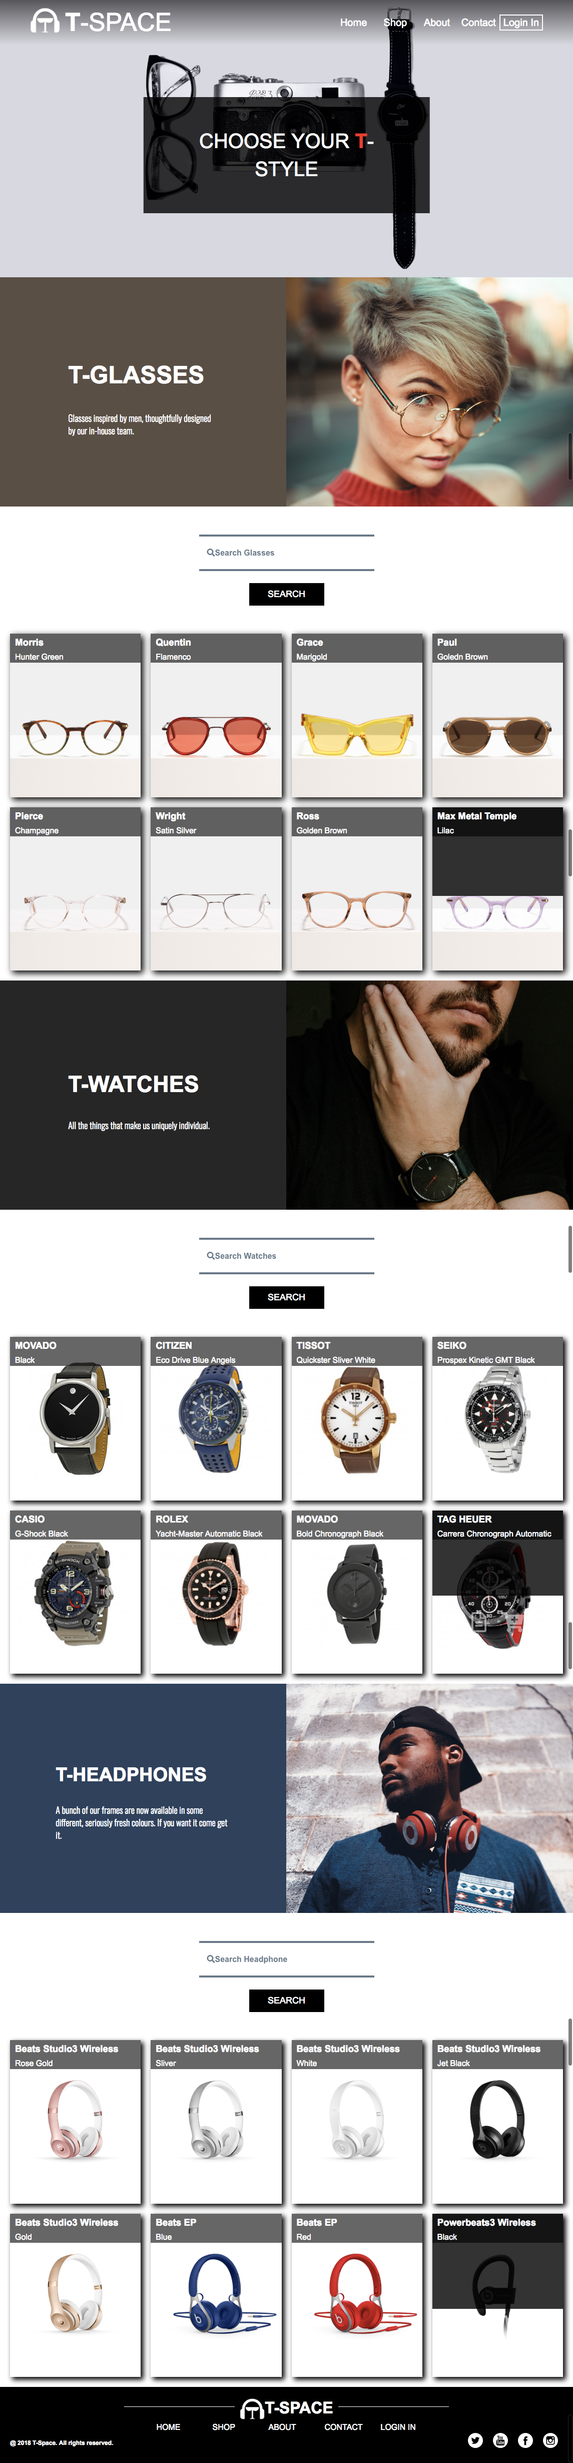 T-SPACE
Home Shop About Contact Login In
CHOOSE YOUR T-
STYLE
T-GLASSES
Glasses inspired by men, thoughtfully designed
by our in-house team.
Search Glasses
SEARCH
Morris
Hunter Green
Quentin
Flamenco
Grace
Marigold
Paul
Goledn Brown
Pierce
Champagne
Wright
Satin Silver
Ross
Golden Brown
Max Metal Temple
Lilac
T-WATCHES
All the things that make us uniquely individual.
Search Watches
SEARCH
MOVADO
Black
CITIZEN
Eco Drive Blue Angels
TISSOT
Quickster Sliver White
SEIKO
Prospex Kinetic GMT Black
CASIO
G-Shock Black
ROLEX
Yacht-Master Automatic Black
MOVADO
Bold Chronograph Black
TAG HEUER
Carrera Chronograph Automatic
T-HEADPHONES
A bunch of our frames are now available in some
different, seriously fresh colours. If you want it come get
it.
Search Headphone
SEARCH
Beats Studio3 Wireless
Rose Gold
Beats Studio3 Wireless
Sliver
Beats Studio3 Wireless
White
Beats Studio3 Wireless
Jet Black
Beats Studio3 Wireless
Gold
Beats EP
Blue
Beats EP
Red
Powerbeats3 Wireless
Black
T-SPACE
HOME SHOP ABOUT CONTACT LOGIN IN
@ 2018 T-Space. All rights reserved.